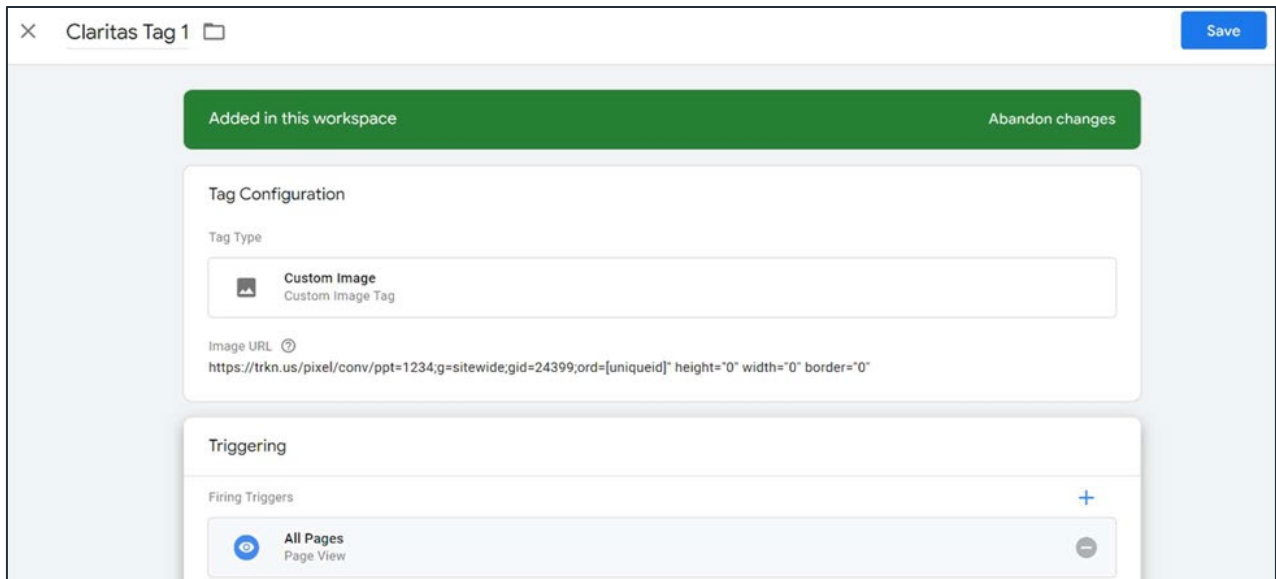 Claritas Tag 1
Save
Added in this workspace
Abandon changes
Tag Configuration
Tag Type
Custom Image
Custom Image Tag
Image URL
https://trkn.us/pixel/conv/ppt=1234;g=sitewide;gid=24399;ord=[uniqueid]" height="0" width="0" border="0"
Triggering
Firing Triggers
All Pages
Page View